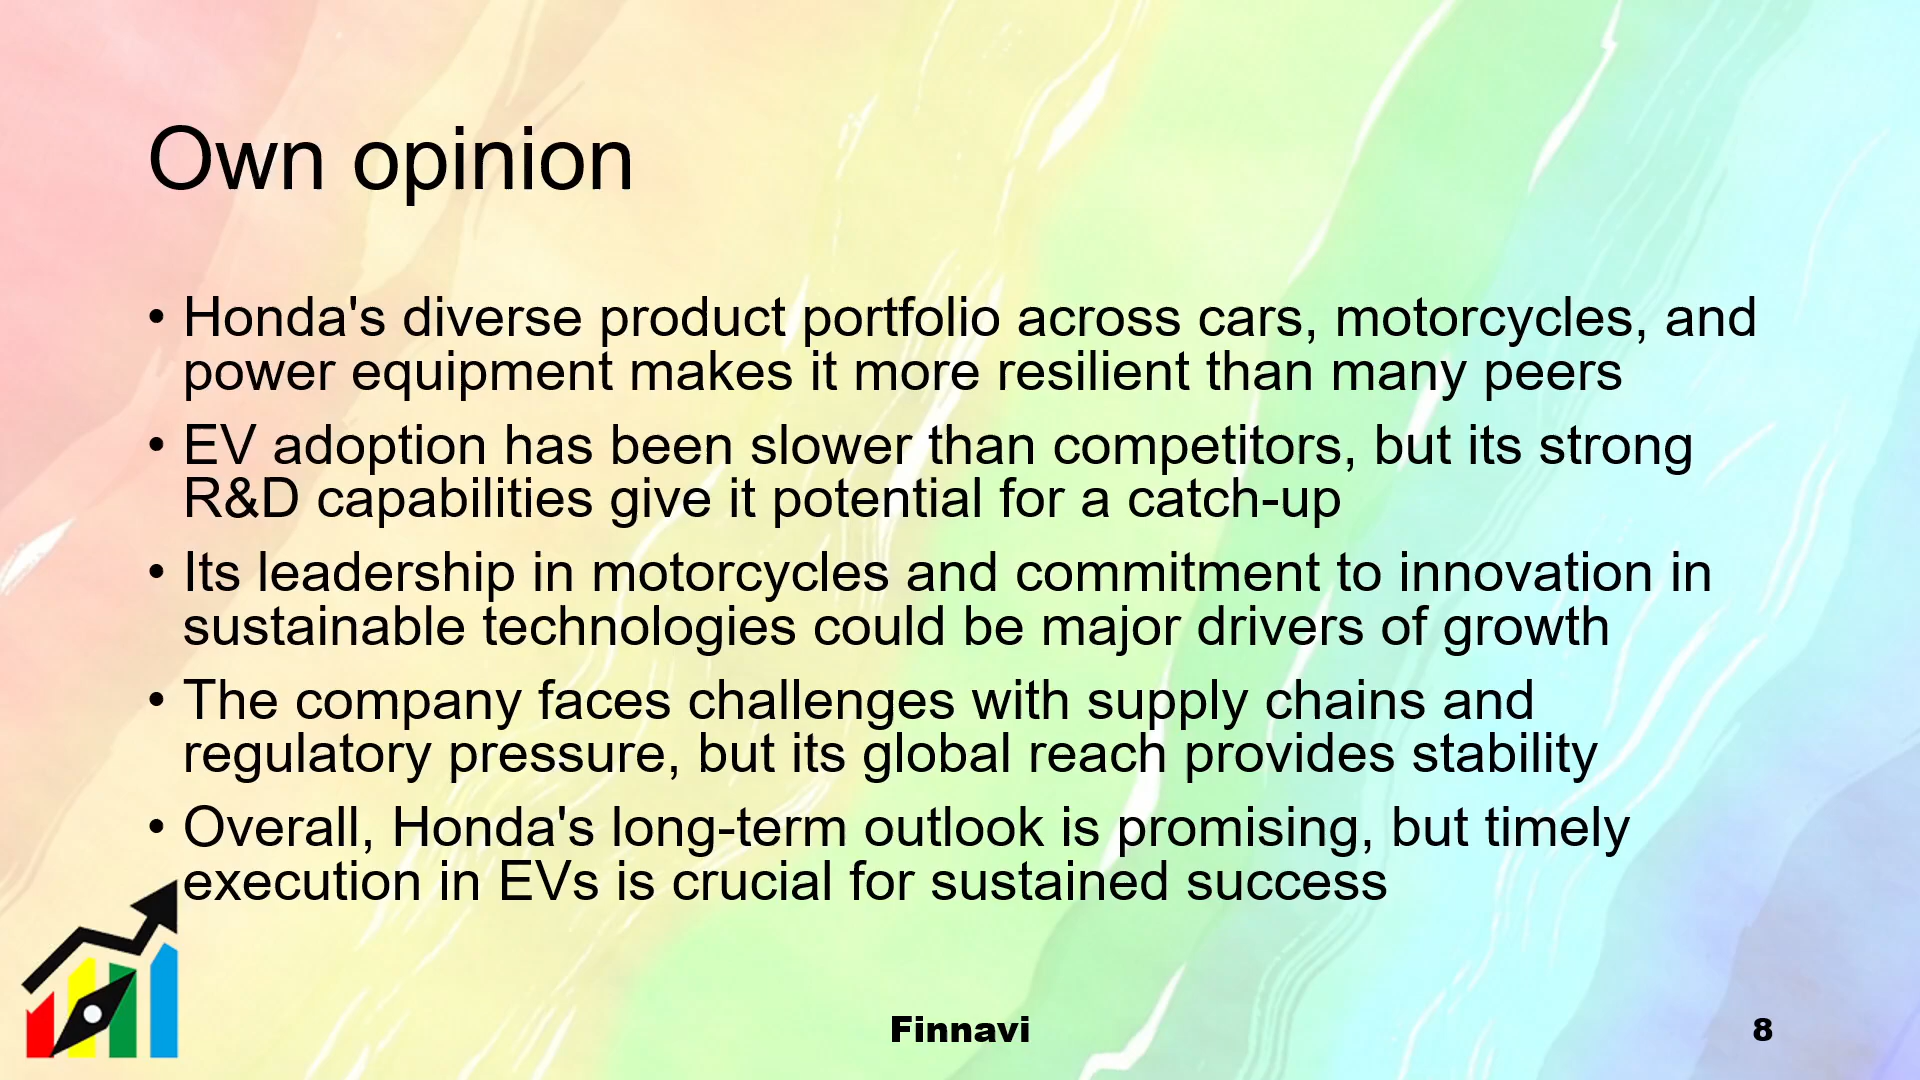 Own opinion
• Honda's diverse product portfolio across cars, motorcycles, and
power equipment makes it more resilient than many peers
• EV adoption has been slower than competitors, but its strong
R&D capabilities give it potential for a catch-up
• Its leadership in motorcycles and commitment to innovation in
sustainable technologies could be major drivers of growth
• The company faces challenges with supply chains and
regulatory pressure, but its global reach provides stability
• Overall, Honda's long-term outlook is promising, but timely
execution in EVs is crucial for sustained success
Finnavi
8